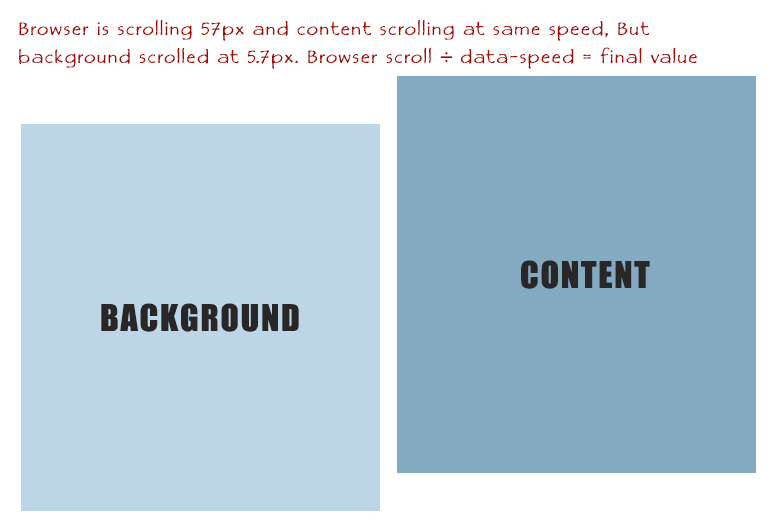 Browser is scrolling 57px and content scrolling at same speed, But
background scrolled at 5.7px. Browser scroll ÷ data-speed = final value
CONTENT
BACKGROUND